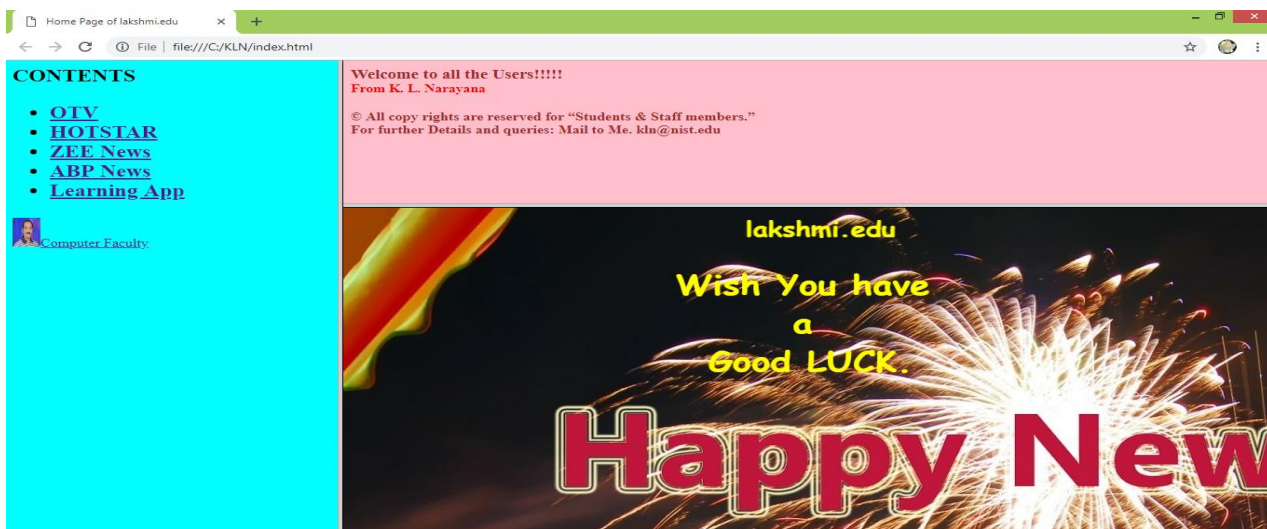 Home Page of lakshmi.edu
File | file:///C:/KLN/index.html
CONTENTS
OTV
HOTSTAR
ZEE News
ABP News
Learning App
Computer Faculty
Welcome to all the Users!!!!!
From K. L. Narayana
© All copy rights are reserved for “Students & Staff members.”
For further Details and queries: Mail to Me. kln@nist.edu
lakshmi.edu
Wish You have
a
Good LUCK.
Happy New